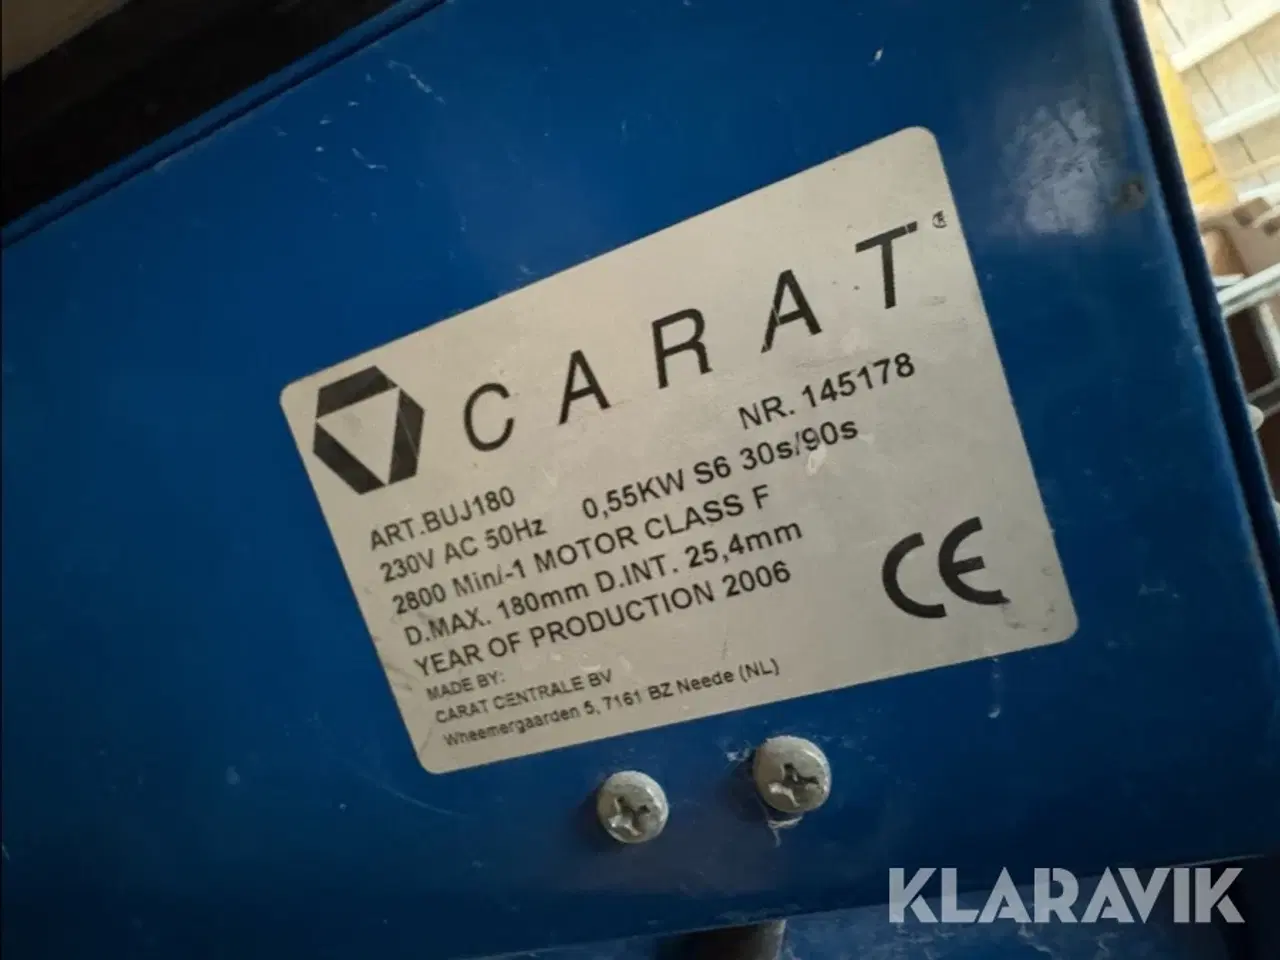 CARAT®
NR. 145178
ART.BUJ180
230V AC 50Hz 0,55KW S6 30s/90s
2800 Min/-1 MOTOR CLASS F
D.MAX. 180mm D.INT. 25,4mm
YEAR OF PRODUCTION 2006
MADE BY:
CARAT CENTRALE BV
Wheemergaarden 5, 7161 BZ Neede (NL)
CE
KLARAVIK